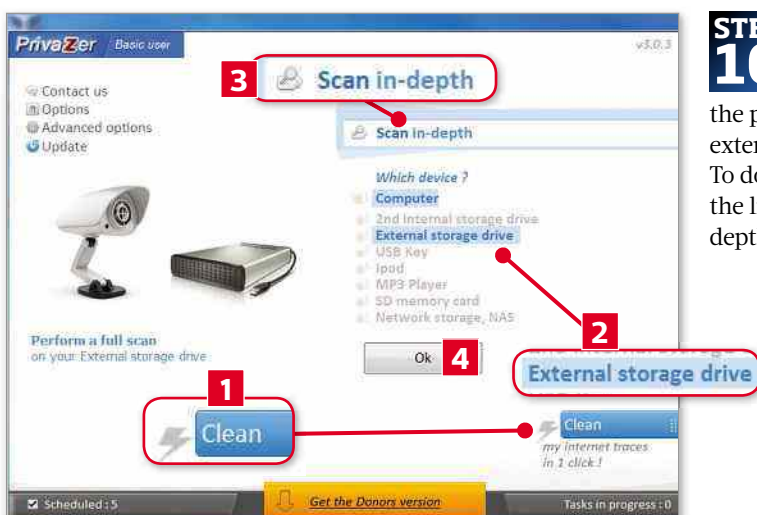 PrivaZer Basic user
v3.0.3
3 Scan in-depth
Contact us
Options
Advanced options
Update
Scan in-depth
Which device ?
Computer
2nd Internal storage drive
External storage drive
USB Key
Ipod
MP3 Player
SD memory card
Network storage, NAS
Perform a full scan
on your External storage drive
Ok 4
2
External storage drive
1
Clean
Clean
my internet traces
in 1 click !
Scheduled : 5
Get the Donors version
Tasks in progress : 0
the p
exter
To do
the li
dept